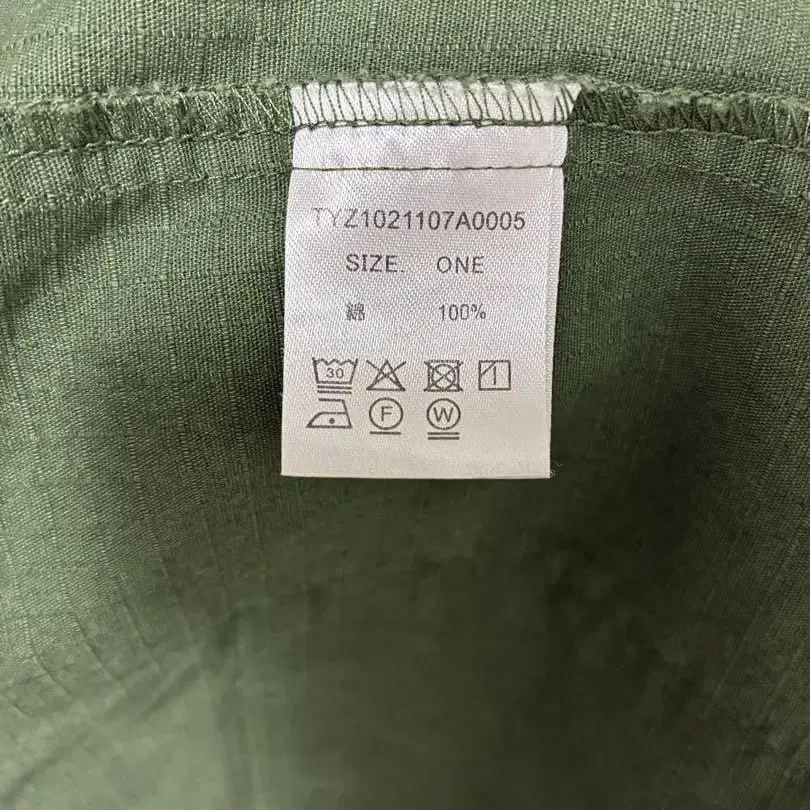 TYZ1021107A0005
SIZE. ONE
綿 100%
30
F W